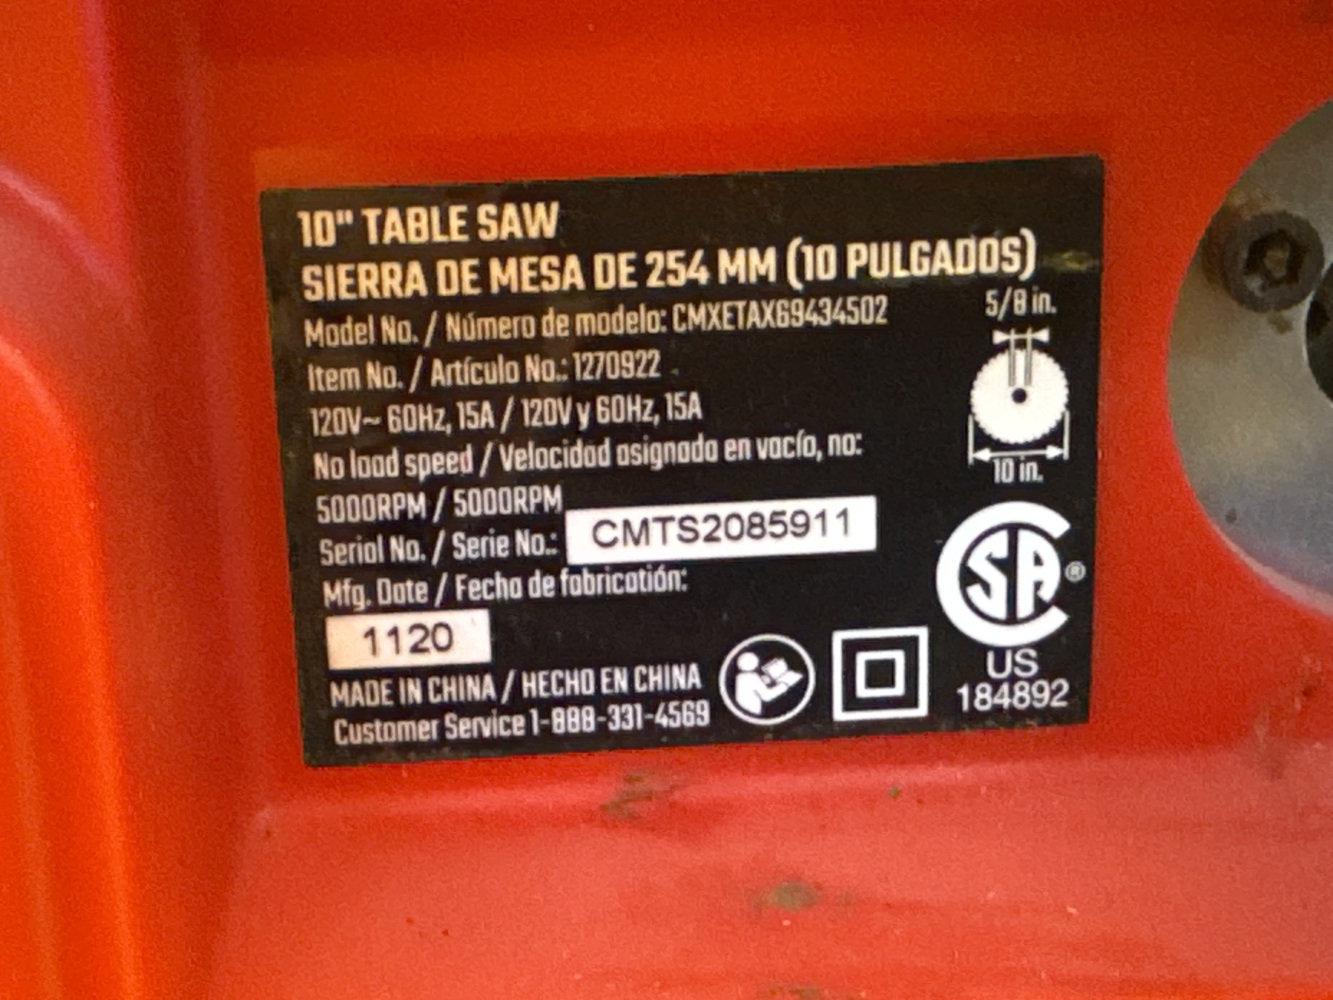 10" TABLE SAW
SIERRA DE MESA DE 254 MM (10 PULGADOS)
Model No. / Número de modelo: CMXETAX69434502
Item No. / Artículo No.: 1270922
120V~ 60Hz, 15A / 120V y 60Hz, 15A
No load speed / Velocidad asignada en vacío, no:
5000RPM / 5000RPM
Serial No. / Serie No.: CMTS2085911
Mfg. Date / Fecha de fabricatión:
1120
MADE IN CHINA / HECHO EN CHINA
Customer Service 1-888-331-4569
5/8 in.
10 in.
CSA®
US
184892